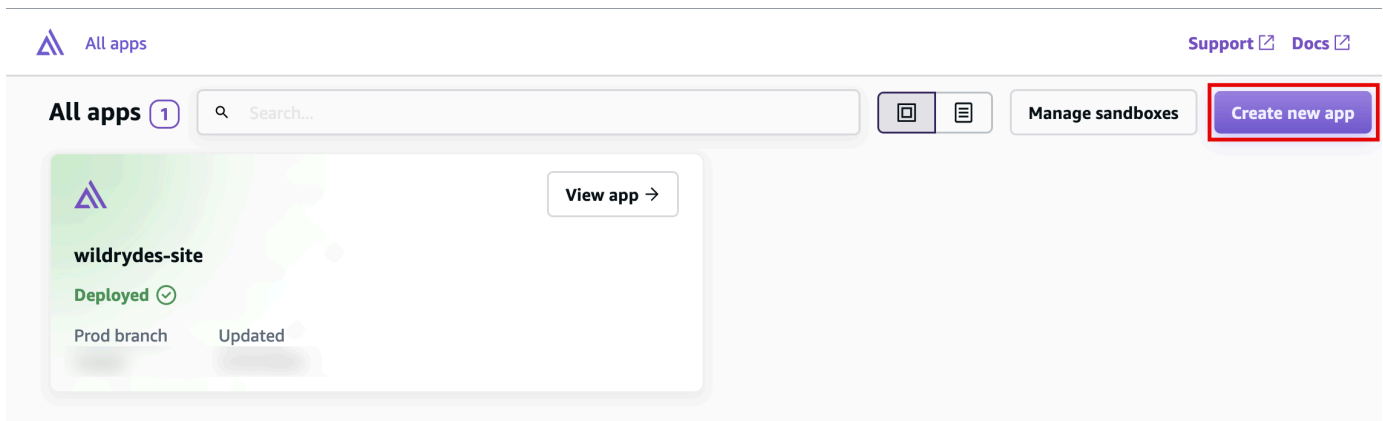 All apps
Support Docs
All apps 1 Search... Manage sandboxes Create new app
View app →
wildrydes-site
Deployed
Prod branch Updated